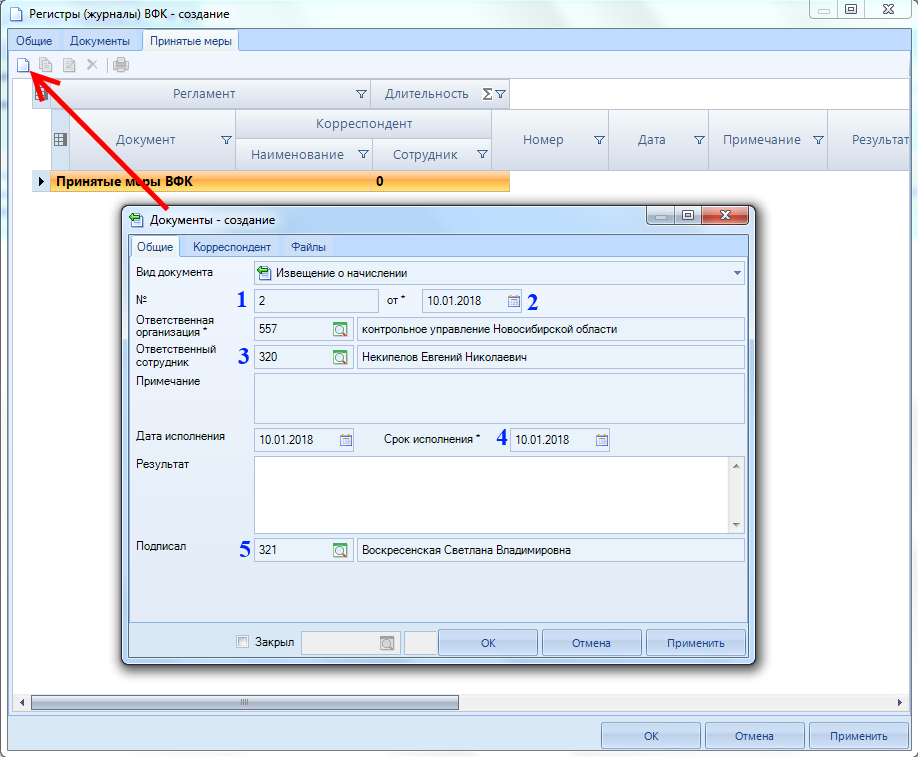 Регистры (журналы) ВФК - создание
Общие Документы Принятые меры
Регламент Длительность Σ
Корреспондент
Документ Номер Дата Примечание Результат
Наименование Сотрудник
Принятые меры ВФК 0
Документы - создание
Общие Корреспондент Файлы
Вид документа Извещение о начислении
№ 1 2 от * 10.01.2018 2
Ответственная
организация * 557 контрольное управление Новосибирской области
Ответственный
сотрудник 3 320 Некипелов Евгений Николаевич
Примечание
Дата исполнения 10.01.2018 Срок исполнения * 4 10.01.2018
Результат
Подписал 5 321 Воскресенская Светлана Владимировна
Закрыл ОК Отмена Применить
ОК Отмена Применить